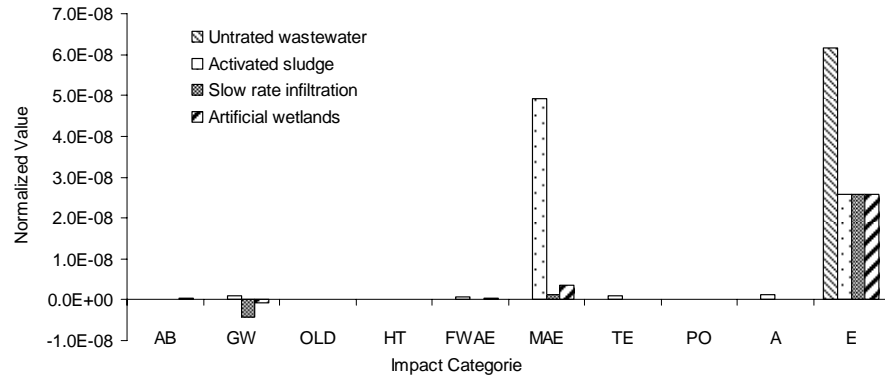 7.0E-08
6.0E-08
5.0E-08
4.0E-08
3.0E-08
2.0E-08
1.0E-08
0.0E+00
-1.0E-08
Normalized Value
Untrated wastewater
Activated sludge
Slow rate infiltration
Artificial wetlands
AB GW OLD HT FWAE MAE TE PO A E
Impact Categorie